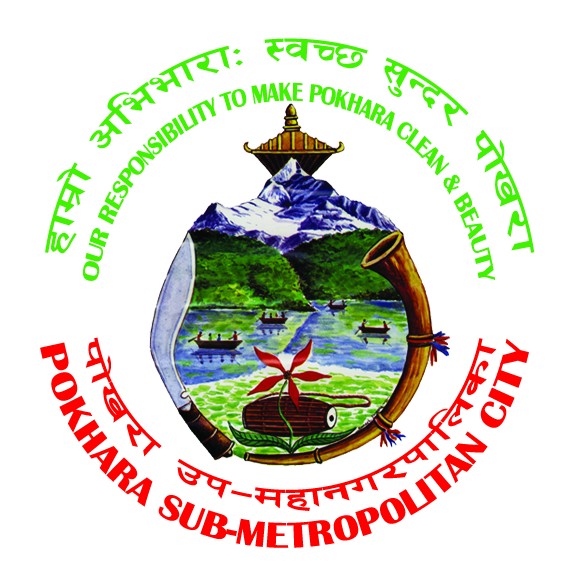 हाम्रो अभिभाराः स्वच्छ सुन्दर पोखरा
OUR RESPONSIBILITY TO MAKE POKHARA CLEAN & BEAUTY
पोखरा उप-महानगरपालिका
POKHARA SUB-METROPOLITAN CITY